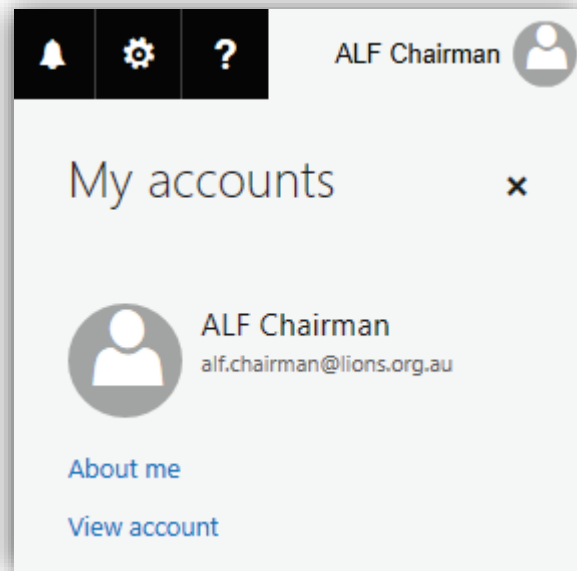 ? ALF Chairman
My accounts ×
ALF Chairman
alf.chairman@lions.org.au
About me
View account